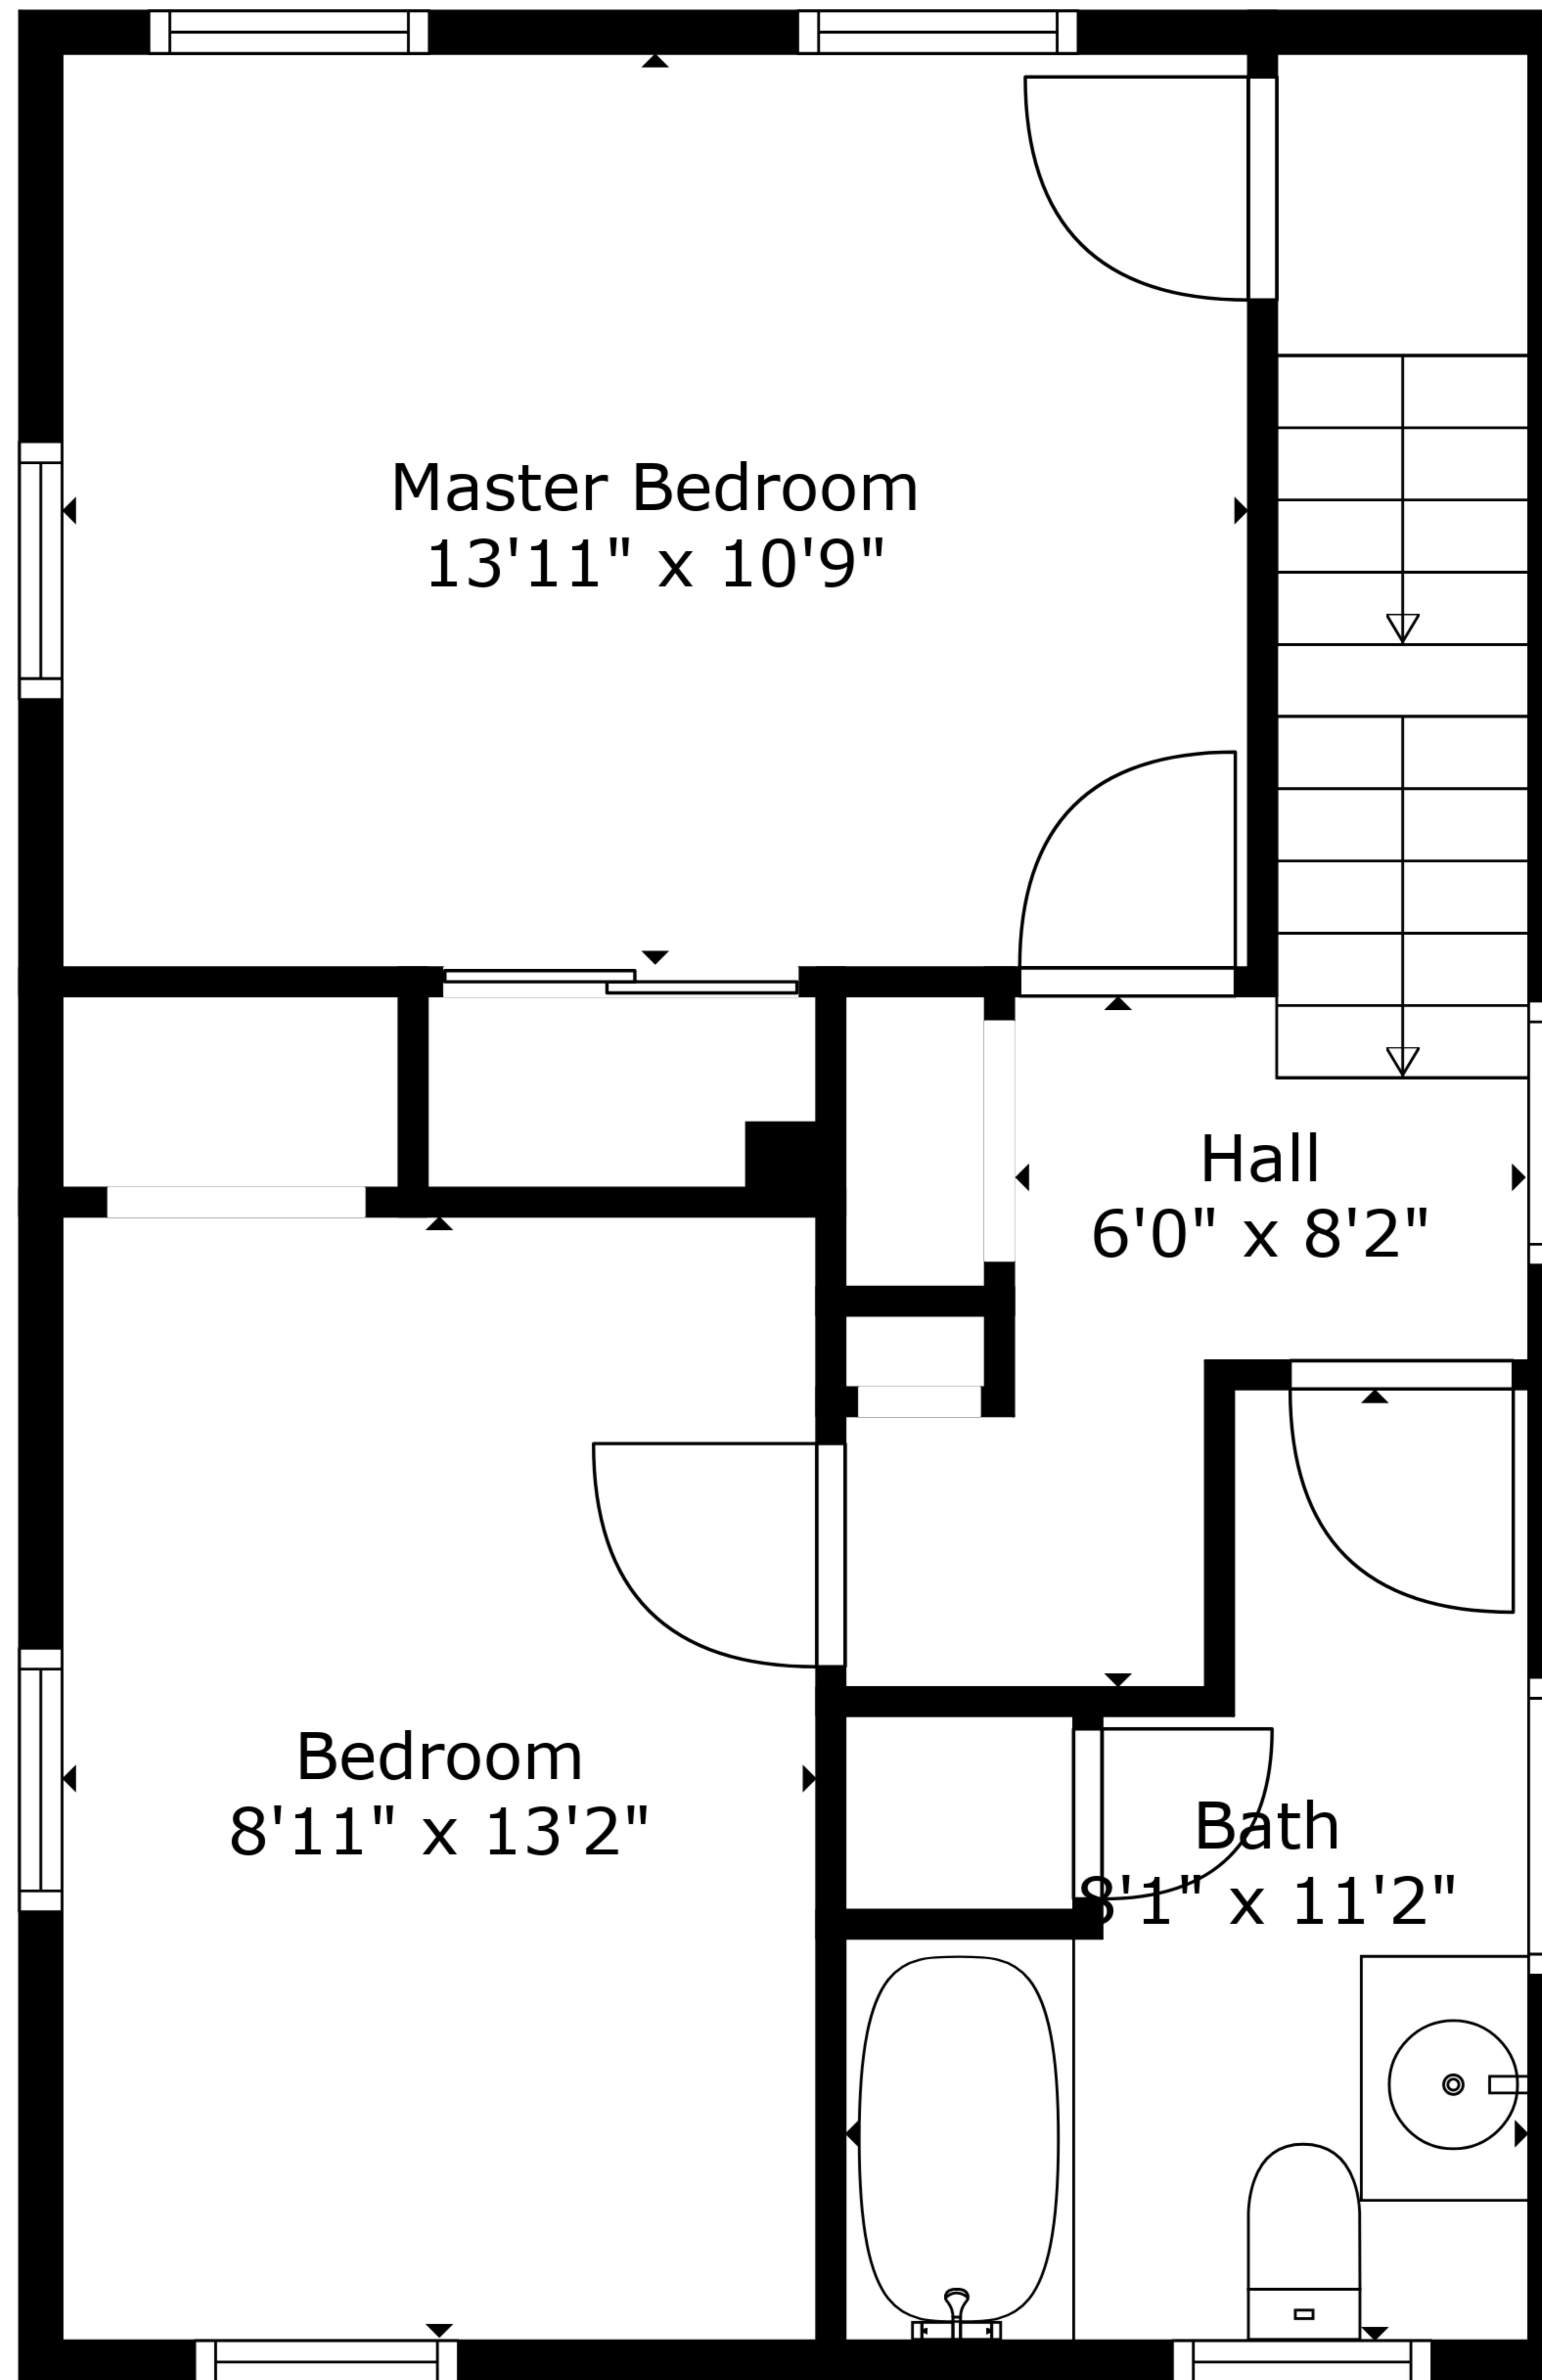 Master Bedroom
13'11" x 10'9"
Hall
6'0" x 8'2"
Bedroom
8'11" x 13'2"
Bath
8'1" x 11'2"